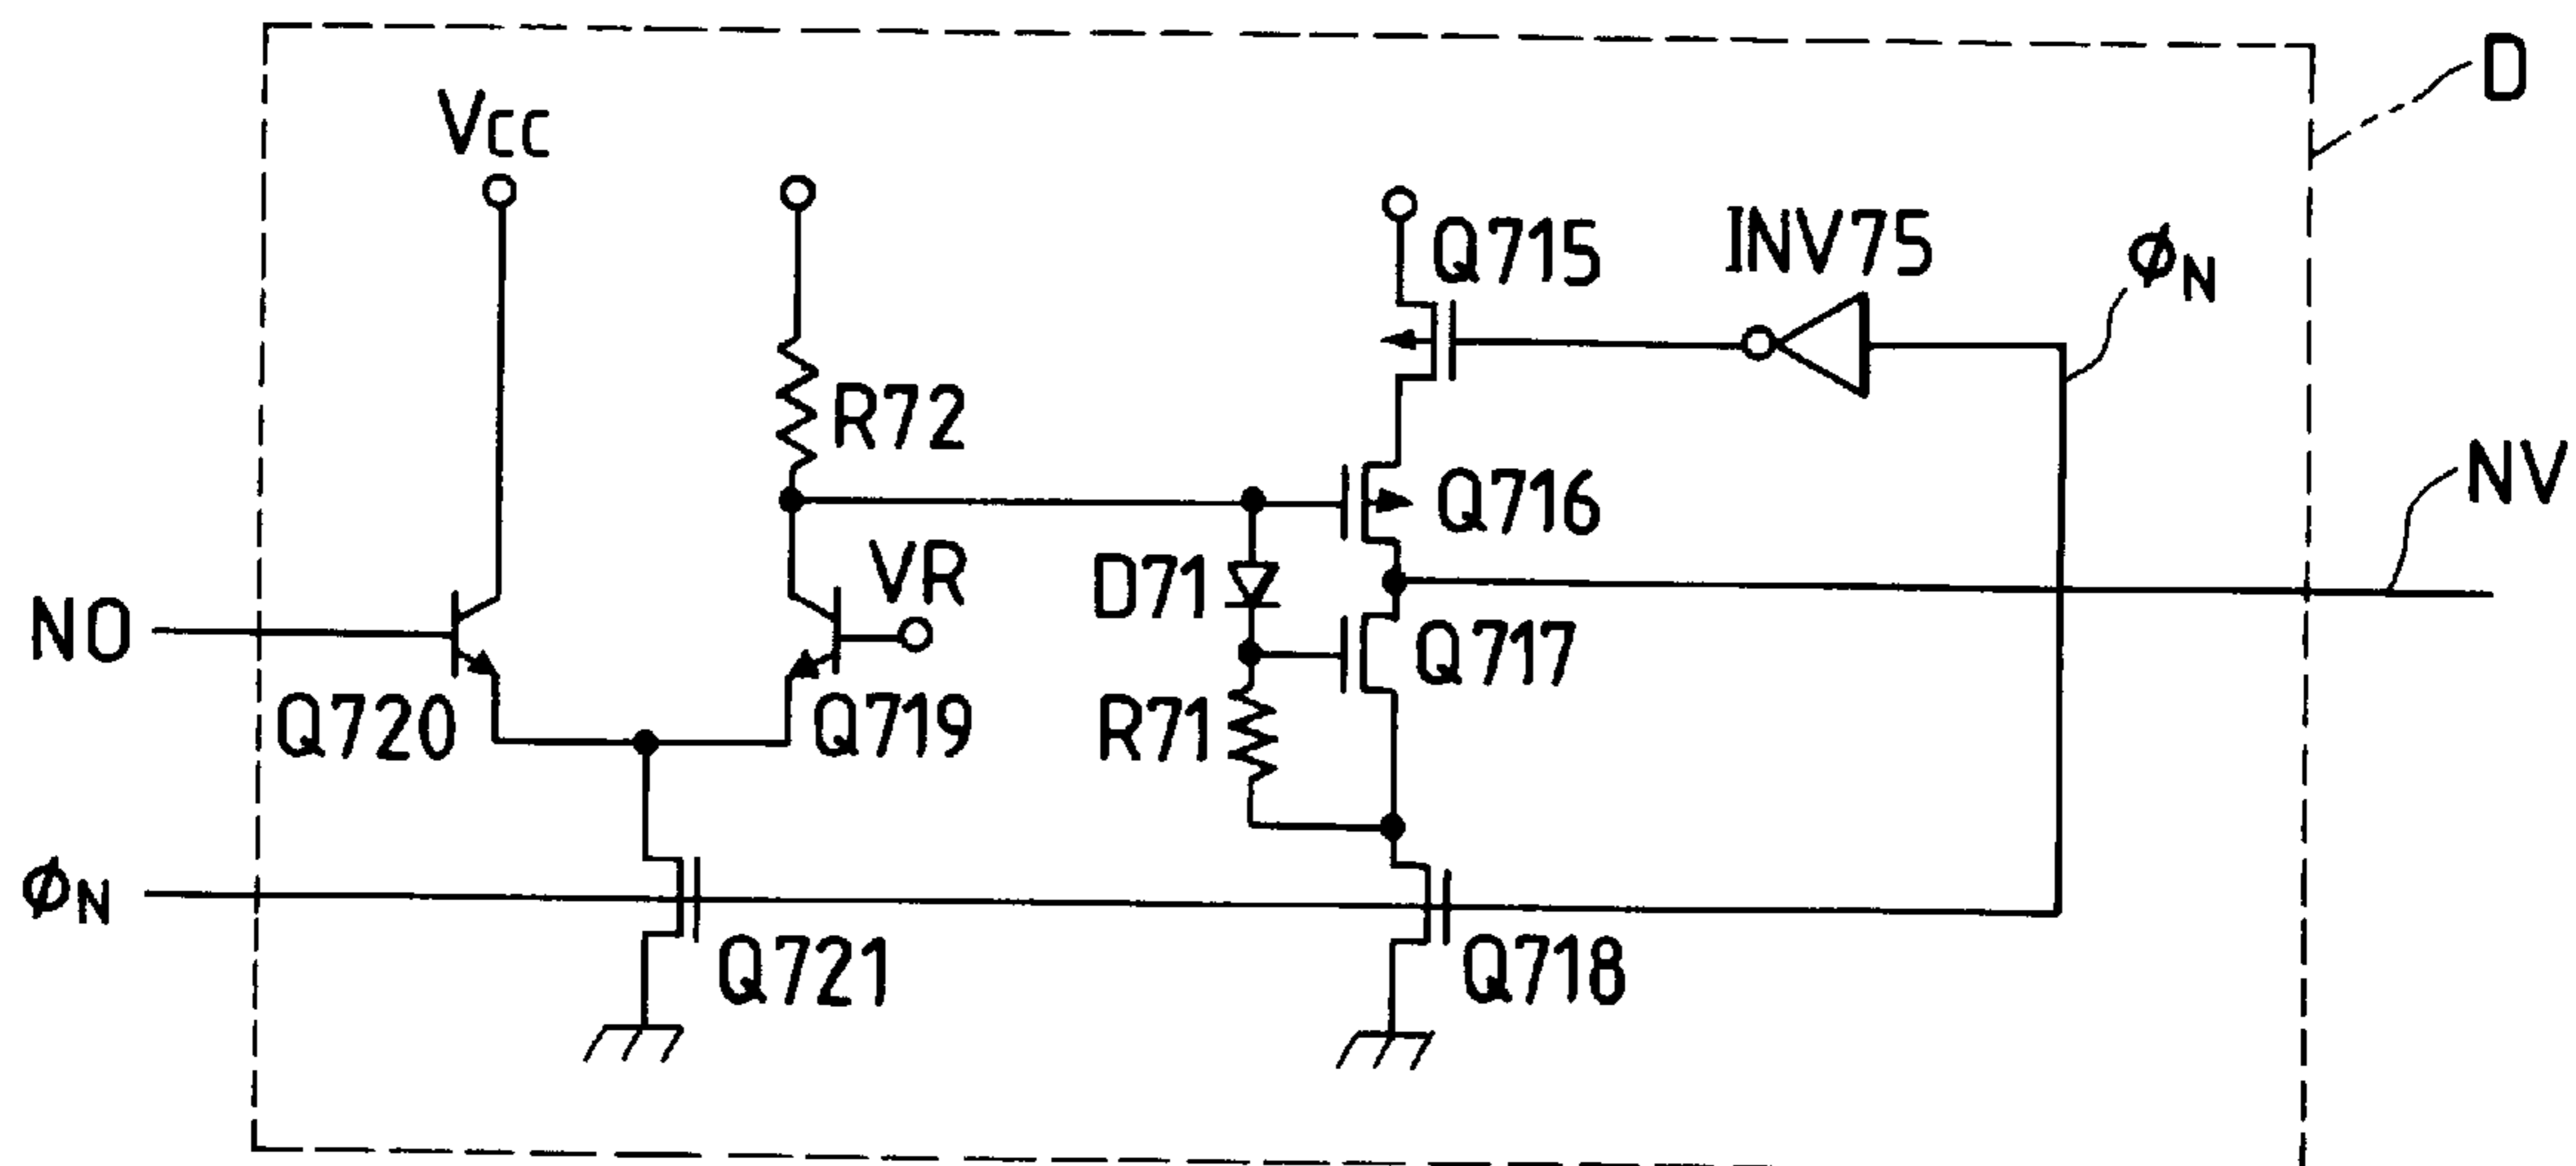 D
Vcc
Q715
INV75
φN
R72
Q716
NV
VR
D71
NO
Q717
Q720
Q719
R71
φN
Q721
Q718